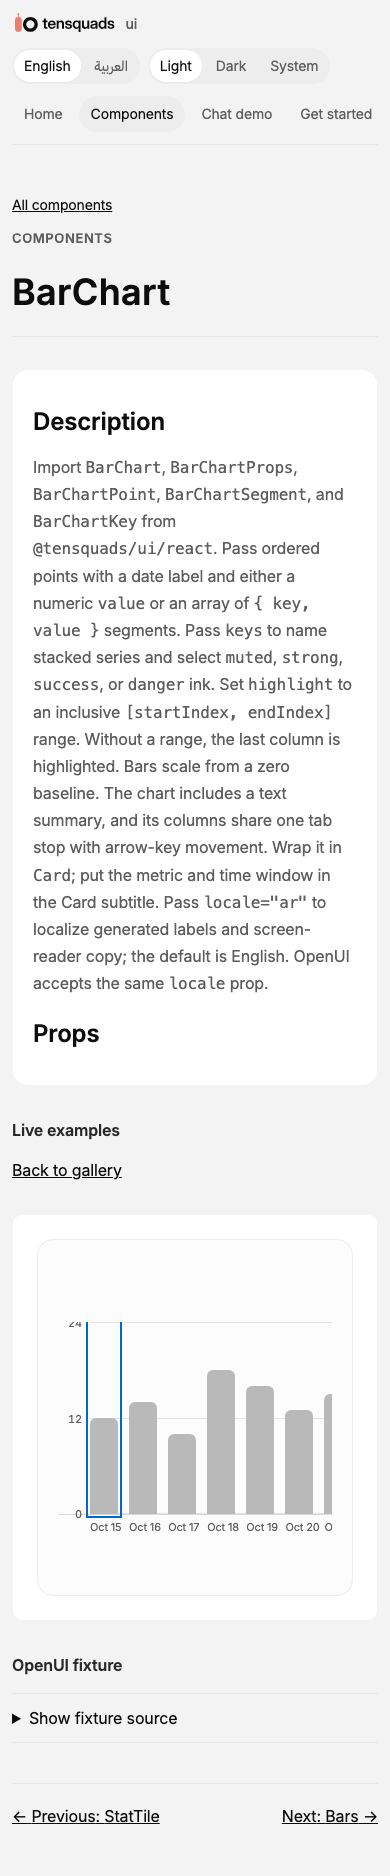 tensquads ui
English العربية Light Dark System
Home Components Chat demo Get started
All components
COMPONENTS
BarChart
Description
Import BarChart, BarChartProps,
BarChartPoint, BarChartSegment, and
BarChartKey from
@tensquads/ui/react. Pass ordered
points with a date label and either a
numeric value or an array of { key,
value } segments. Pass keys to name
stacked series and select muted, strong,
success, or danger ink. Set highlight to
an inclusive [startIndex, endIndex]
range. Without a range, the last column is
highlighted. Bars scale from a zero
baseline. The chart includes a text
summary, and its columns share one tab
stop with arrow-key movement. Wrap it in
Card; put the metric and time window in
the Card subtitle. Pass locale="ar" to
localize generated labels and screen-
reader copy; the default is English. OpenUI
accepts the same locale prop.
Props
Live examples
Back to gallery
24
12
0
Oct 15 Oct 16 Oct 17 Oct 18 Oct 19 Oct 20 O
OpenUI fixture
Show fixture source
← Previous: StatTile Next: Bars →